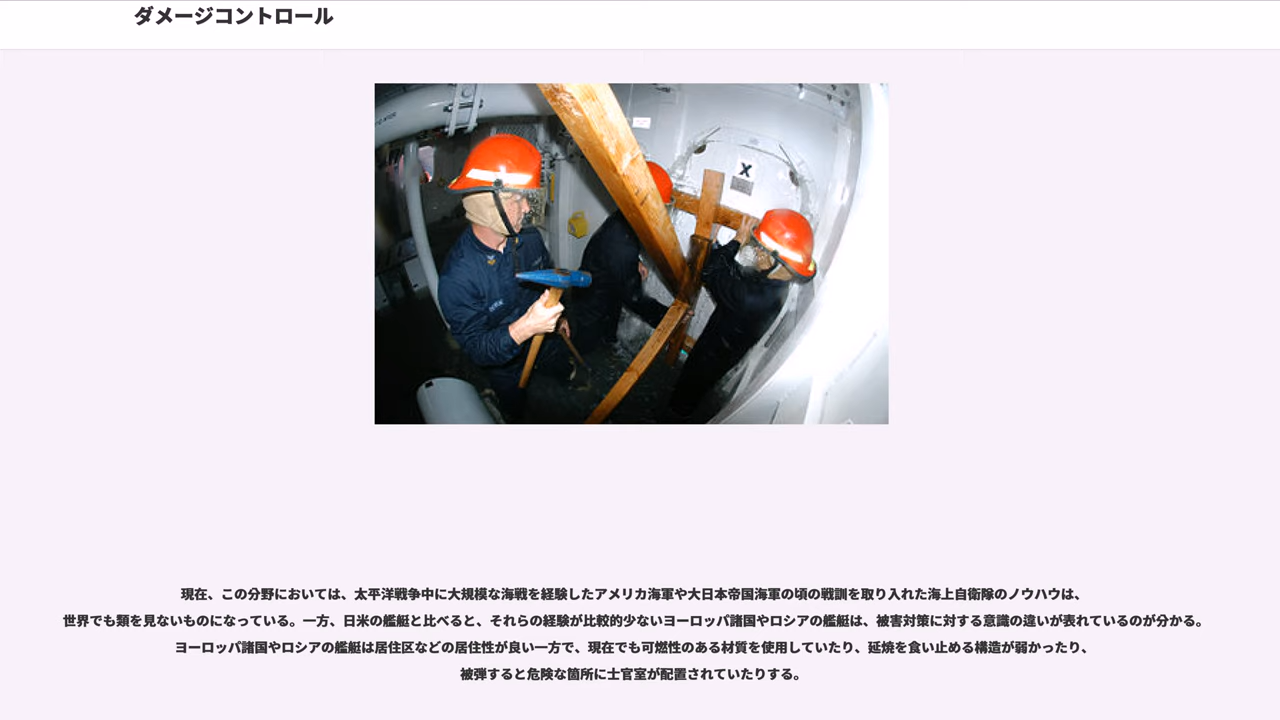 ダメージコントロール
X
現在、この分野においては、太平洋戦争中に大規模な海戦を経験したアメリカ海軍や大日本帝国海軍の頃の戦訓を取り入れた海上自衛隊のノウハウは、
世界でも類を見ないものになっている。一方、日米の艦艇と比べると、それらの経験が比較的少ないヨーロッパ諸国やロシアの艦艇は、被害対策に対する意識の違いが表れているのが分かる。
ヨーロッパ諸国やロシアの艦艇は居住区などの居住性が良い一方で、現在でも可燃性のある材質を使用していたり、延焼を食い止める構造が弱かったり、
被弾すると危険な箇所に士官室が配置されていたりする。